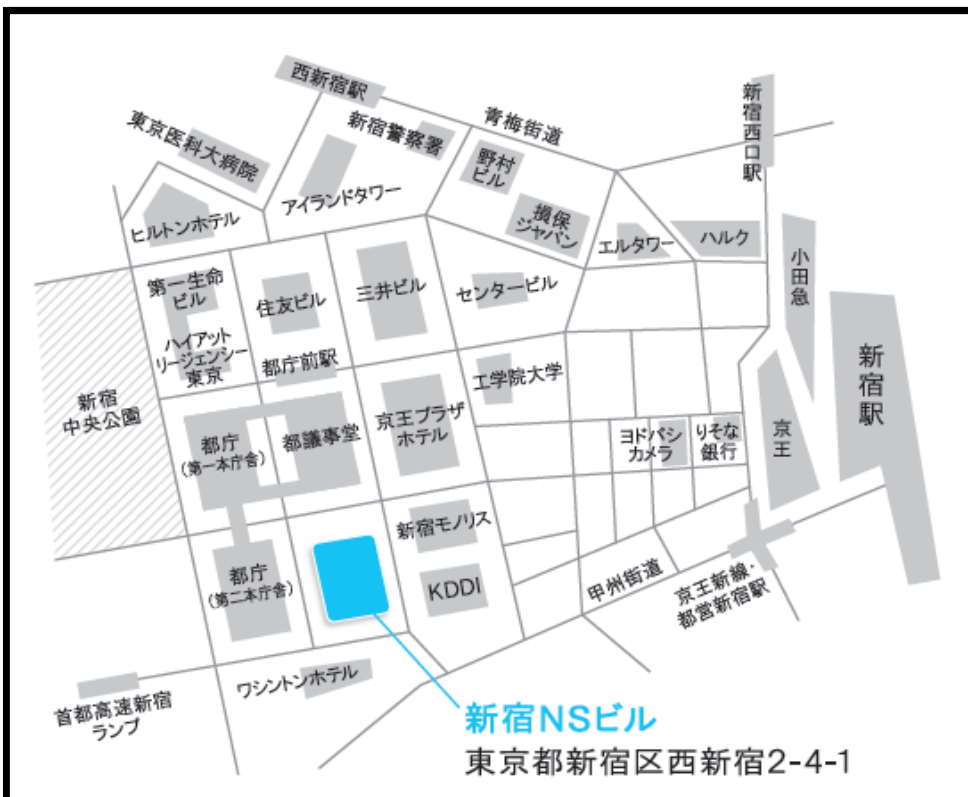 西新宿駅
新宿警察署
青梅街道
新宿西口駅
東京医科大病院
野村
ビル
アイランドタワー
ヒルトンホテル
損保
ジャパン
エルタワー
ハルク
小田急
第一生命
ビル
住友ビル
三井ビル
センタービル
ハイアット
リージェンシー
東京
都庁前駅
工学院大学
新宿駅
新宿
中央公園
都庁
(第一本庁舎)
都議事堂
京王プラザ
ホテル
ヨドバシ
カメラ
りそな
銀行
京王
新宿モノリス
都庁
(第二本庁舎)
KDDI
甲州街道
京王新線・
都営新宿駅
ワシントンホテル
首都高速新宿
ランプ
新宿NSビル
東京都新宿区西新宿2-4-1